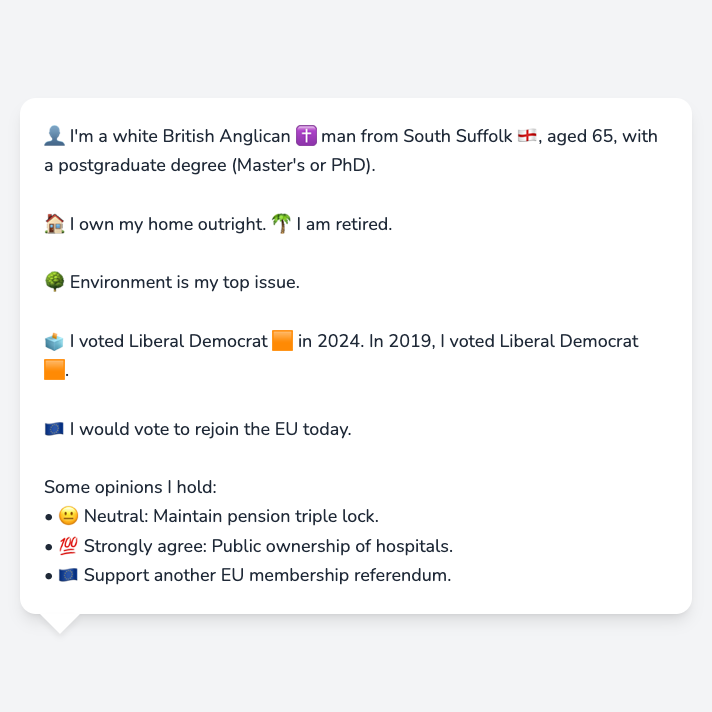 👤 I'm a white British Anglican ✝️ man from South Suffolk 🏴󠁧󠁢󠁥󠁮󠁧󠁿, aged 65, with
a postgraduate degree (Master's or PhD).
🏠 I own my home outright. 🌴 I am retired.
🌳 Environment is my top issue.
🗳️ I voted Liberal Democrat 🟧 in 2024. In 2019, I voted Liberal Democrat
🟧.
🇪🇺 I would vote to rejoin the EU today.
Some opinions I hold:
• 😐 Neutral: Maintain pension triple lock.
• 💯 Strongly agree: Public ownership of hospitals.
• 🇪🇺 Support another EU membership referendum.